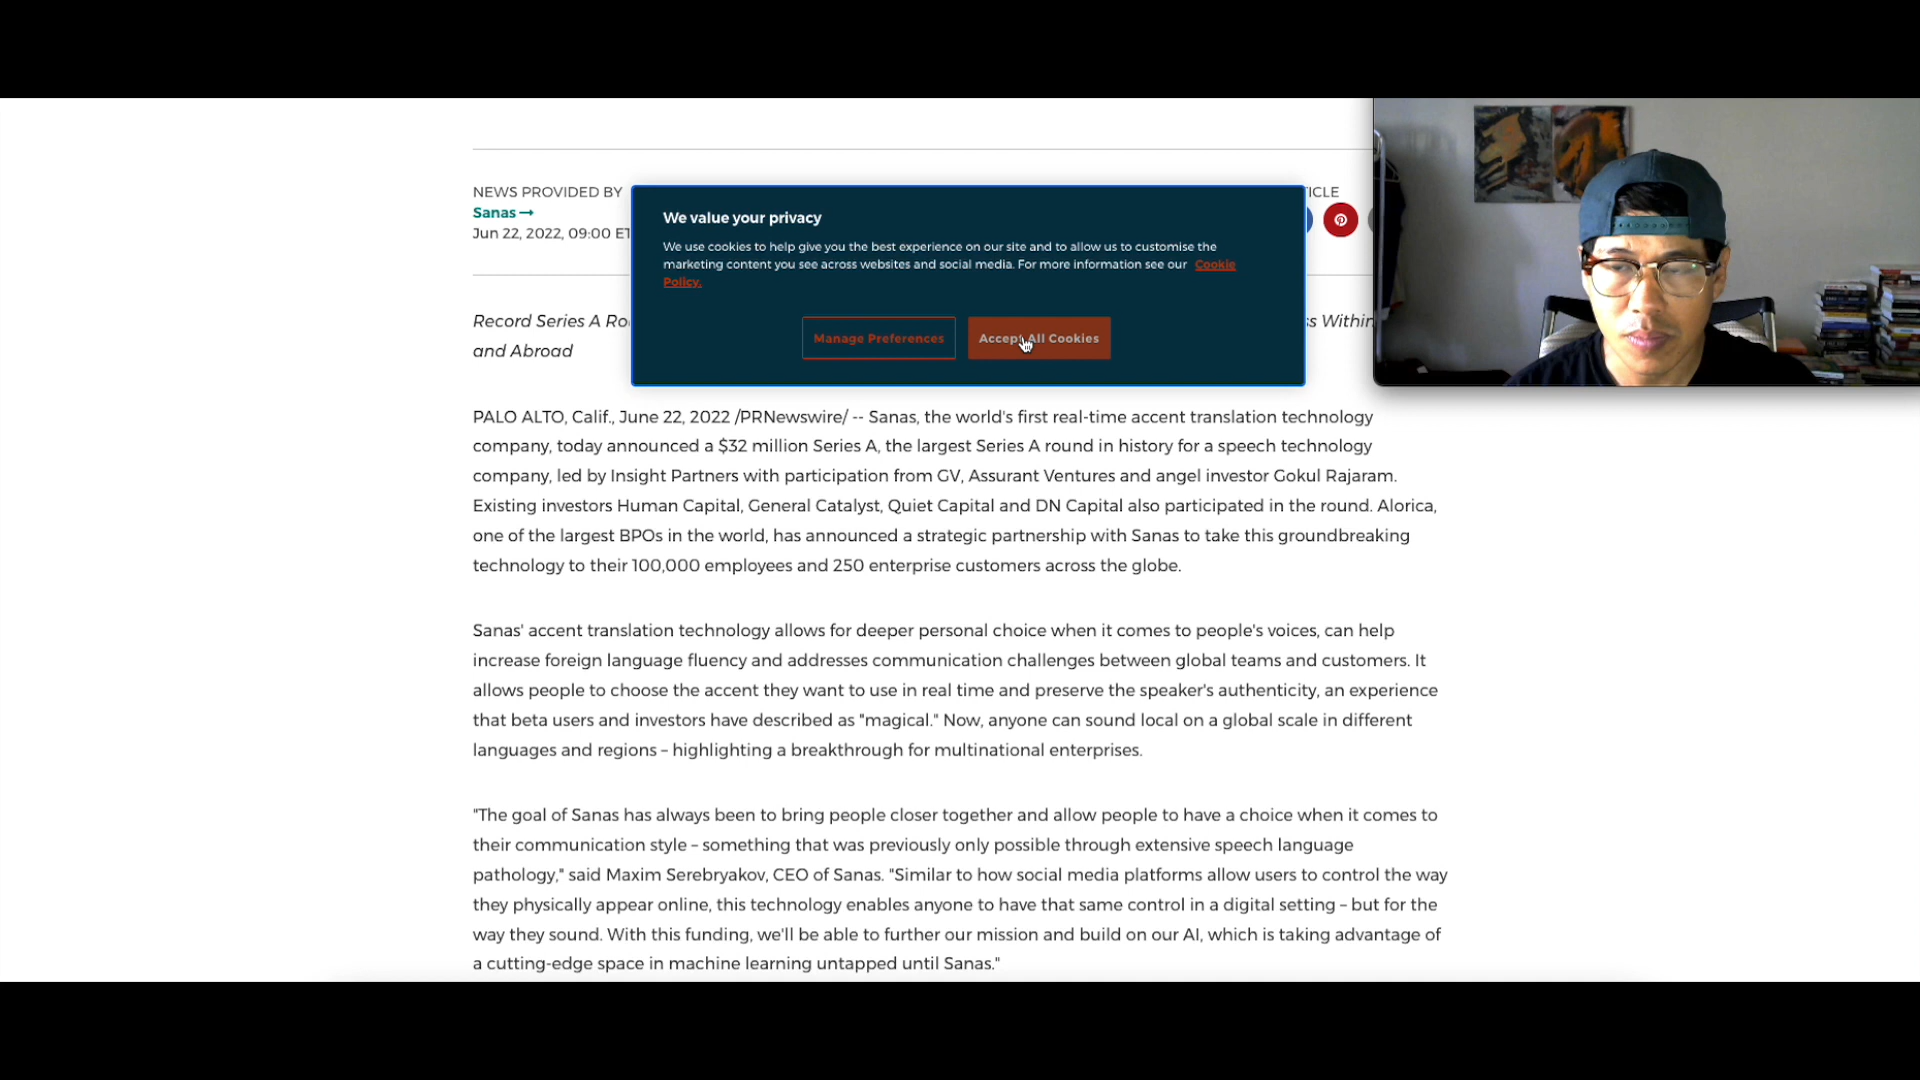 NEWS PROVIDED BY
Sanas
Jun 22, 2022, 09:00 ET
We value your privacy
We use cookies to help give you the best experience on our site and to allow us to customise the
marketing content you see across websites and social media. For more information see our Cookie
Policy.
Manage Preferences
Accept All Cookies
Record Series A
and Abroad
Within
PALO ALTO, Calif., June 22, 2022 /PRNewswire/ -- Sanas, the world's first real-time accent translation technology
company, today announced a $32 million Series A, the largest Series A round in history for a speech technology
company, led by Insight Partners with participation from GV, Assurant Ventures and angel investor Gokul Rajaram.
Existing investors Human Capital, General Catalyst, Quiet Capital and DN Capital also participated in the round. Alorica,
one of the largest BPOs in the world, has announced a strategic partnership with Sanas to take this groundbreaking
technology to their 100,000 employees and 250 enterprise customers across the globe.
Sanas' accent translation technology allows for deeper personal choice when it comes to people's voices, can help
increase foreign language fluency and addresses communication challenges between global teams and customers. It
allows people to choose the accent they want to use in real time and preserve the speaker's authenticity, an experience
that beta users and investors have described as "magical." Now, anyone can sound local on a global scale in different
languages and regions – highlighting a breakthrough for multinational enterprises.
"The goal of Sanas has always been to bring people closer together and allow people to have a choice when it comes to
their communication style – something that was previously only possible through extensive speech language
pathology," said Maxim Serebryakov, CEO of Sanas. "Similar to how social media platforms allow users to control the way
they physically appear online, this technology enables anyone to have that same control in a digital setting – but for the
way they sound. With this funding, we'll be able to further our mission and build on our AI, which is taking advantage of
a cutting-edge space in machine learning untapped until Sanas."